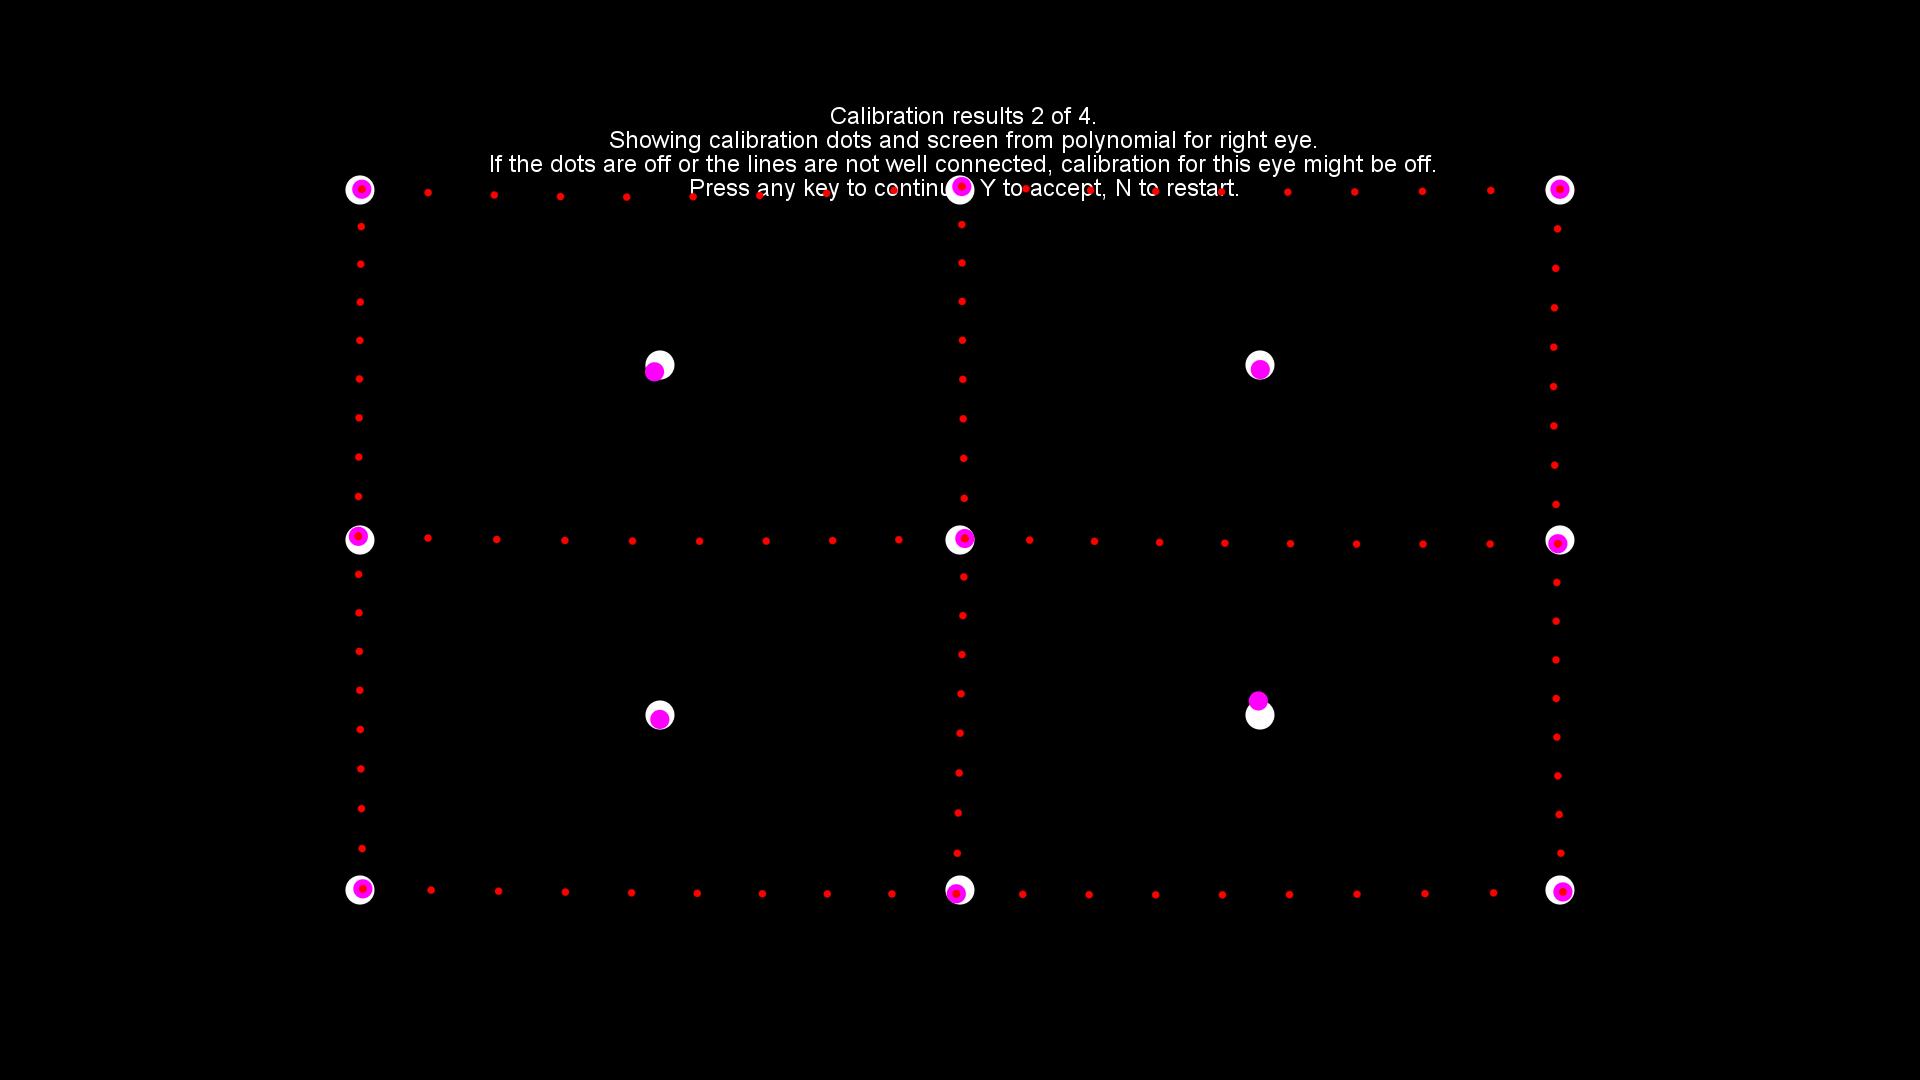 Calibration results 2 of 4.
Showing calibration dots and screen from polynomial for right eye.
If the dots are off or the lines are not well connected, calibration for this eye might be off.
Press any key to continue, Y to accept, N to restart.